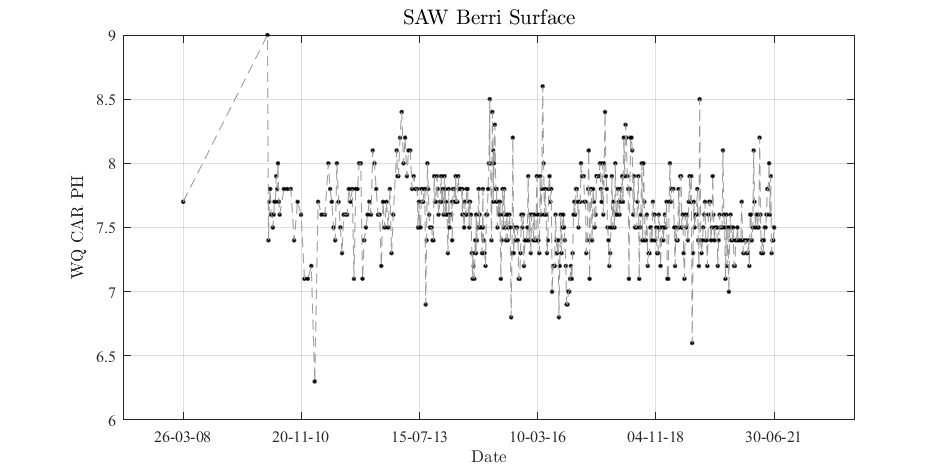 SAW Berri Surface
9
8.5
8
7.5
7
6.5
6
WQ CAR PH
26-03-08 20-11-10 15-07-13 10-03-16 04-11-18 30-06-21
Date